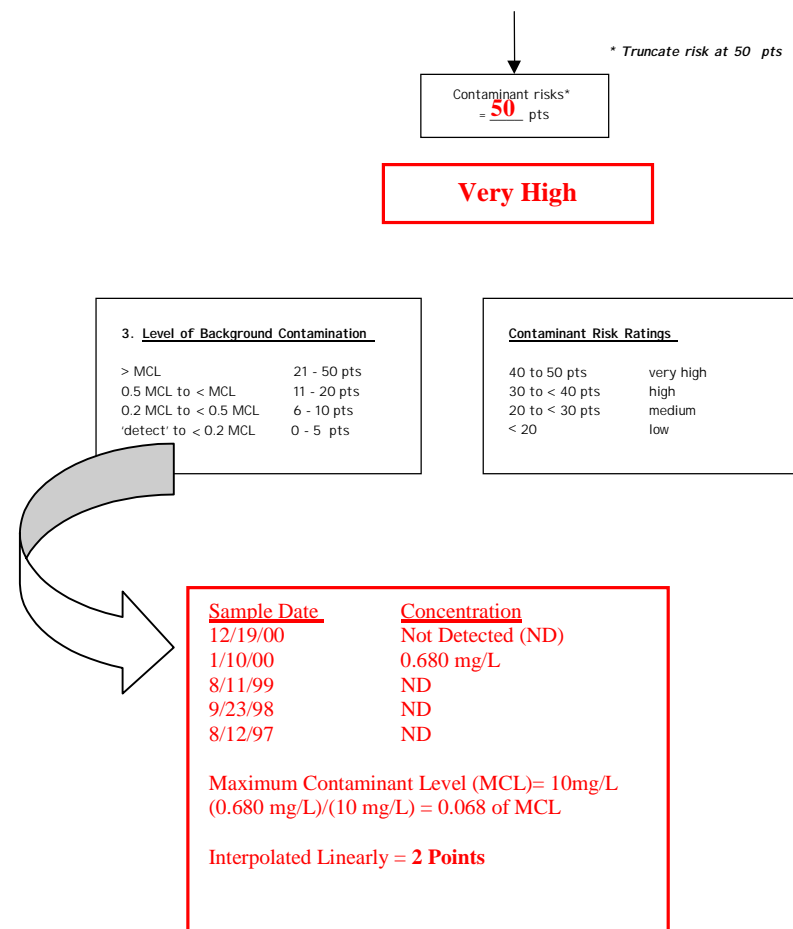 * Truncate risk at 50 pts
Contaminant risks*
= 50 pts
Very High
3. Level of Background Contamination
> MCL 21 - 50 pts
0.5 MCL to < MCL 11 - 20 pts
0.2 MCL to < 0.5 MCL 6 - 10 pts
'detect' to < 0.2 MCL 0 - 5 pts
Contaminant Risk Ratings
40 to 50 pts very high
30 to < 40 pts high
20 to < 30 pts medium
< 20 low
Sample Date Concentration
12/19/00 Not Detected (ND)
1/10/00 0.680 mg/L
8/11/99 ND
9/23/98 ND
8/12/97 ND
Maximum Contaminant Level (MCL)= 10mg/L
(0.680 mg/L)/(10 mg/L) = 0.068 of MCL
Interpolated Linearly = 2 Points